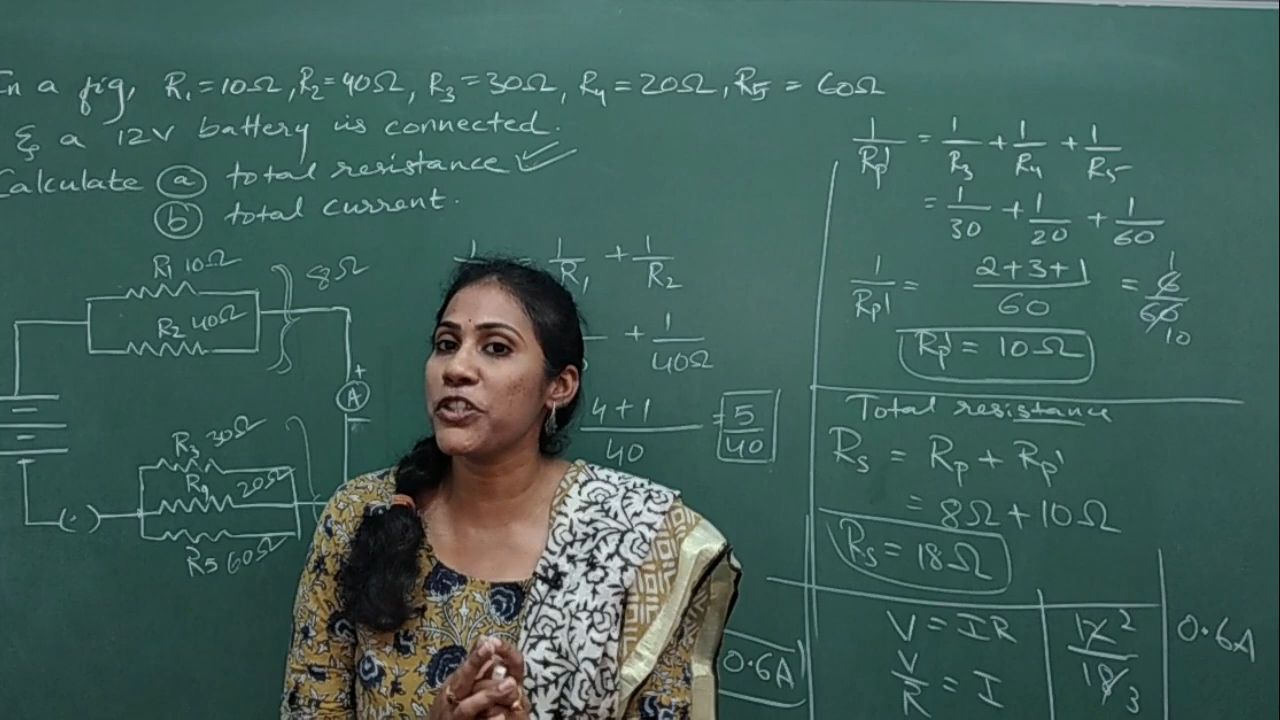 In a fig, R₁ = 10Ω, R₂ = 40Ω, R₃ = 30Ω, R₄ = 20Ω, R₅ = 60Ω
& a 12V battery is connected.
Calculate (a) total resistance ✓
(b) total current.
R₁ 10Ω
R₂ 40Ω
8Ω
+
A
−
R₃ 30Ω
R₄ 20Ω
R₅ 60Ω
(·)
1/ = 1/R₁ + 1/R₂
+ 1/40Ω
4+1/40 = 5/40
0.6A
1/Rp' = 1/R₃ + 1/R₄ + 1/R₅
= 1/30 + 1/20 + 1/60
1/Rp' = 2+3+1/60 = 6/60 1 10
Rp' = 10Ω
Total resistance
Rs = Rp + Rp'
= 8Ω + 10Ω
Rs = 18Ω
V = IR
V/R = I
12/18 2 3
0.6A